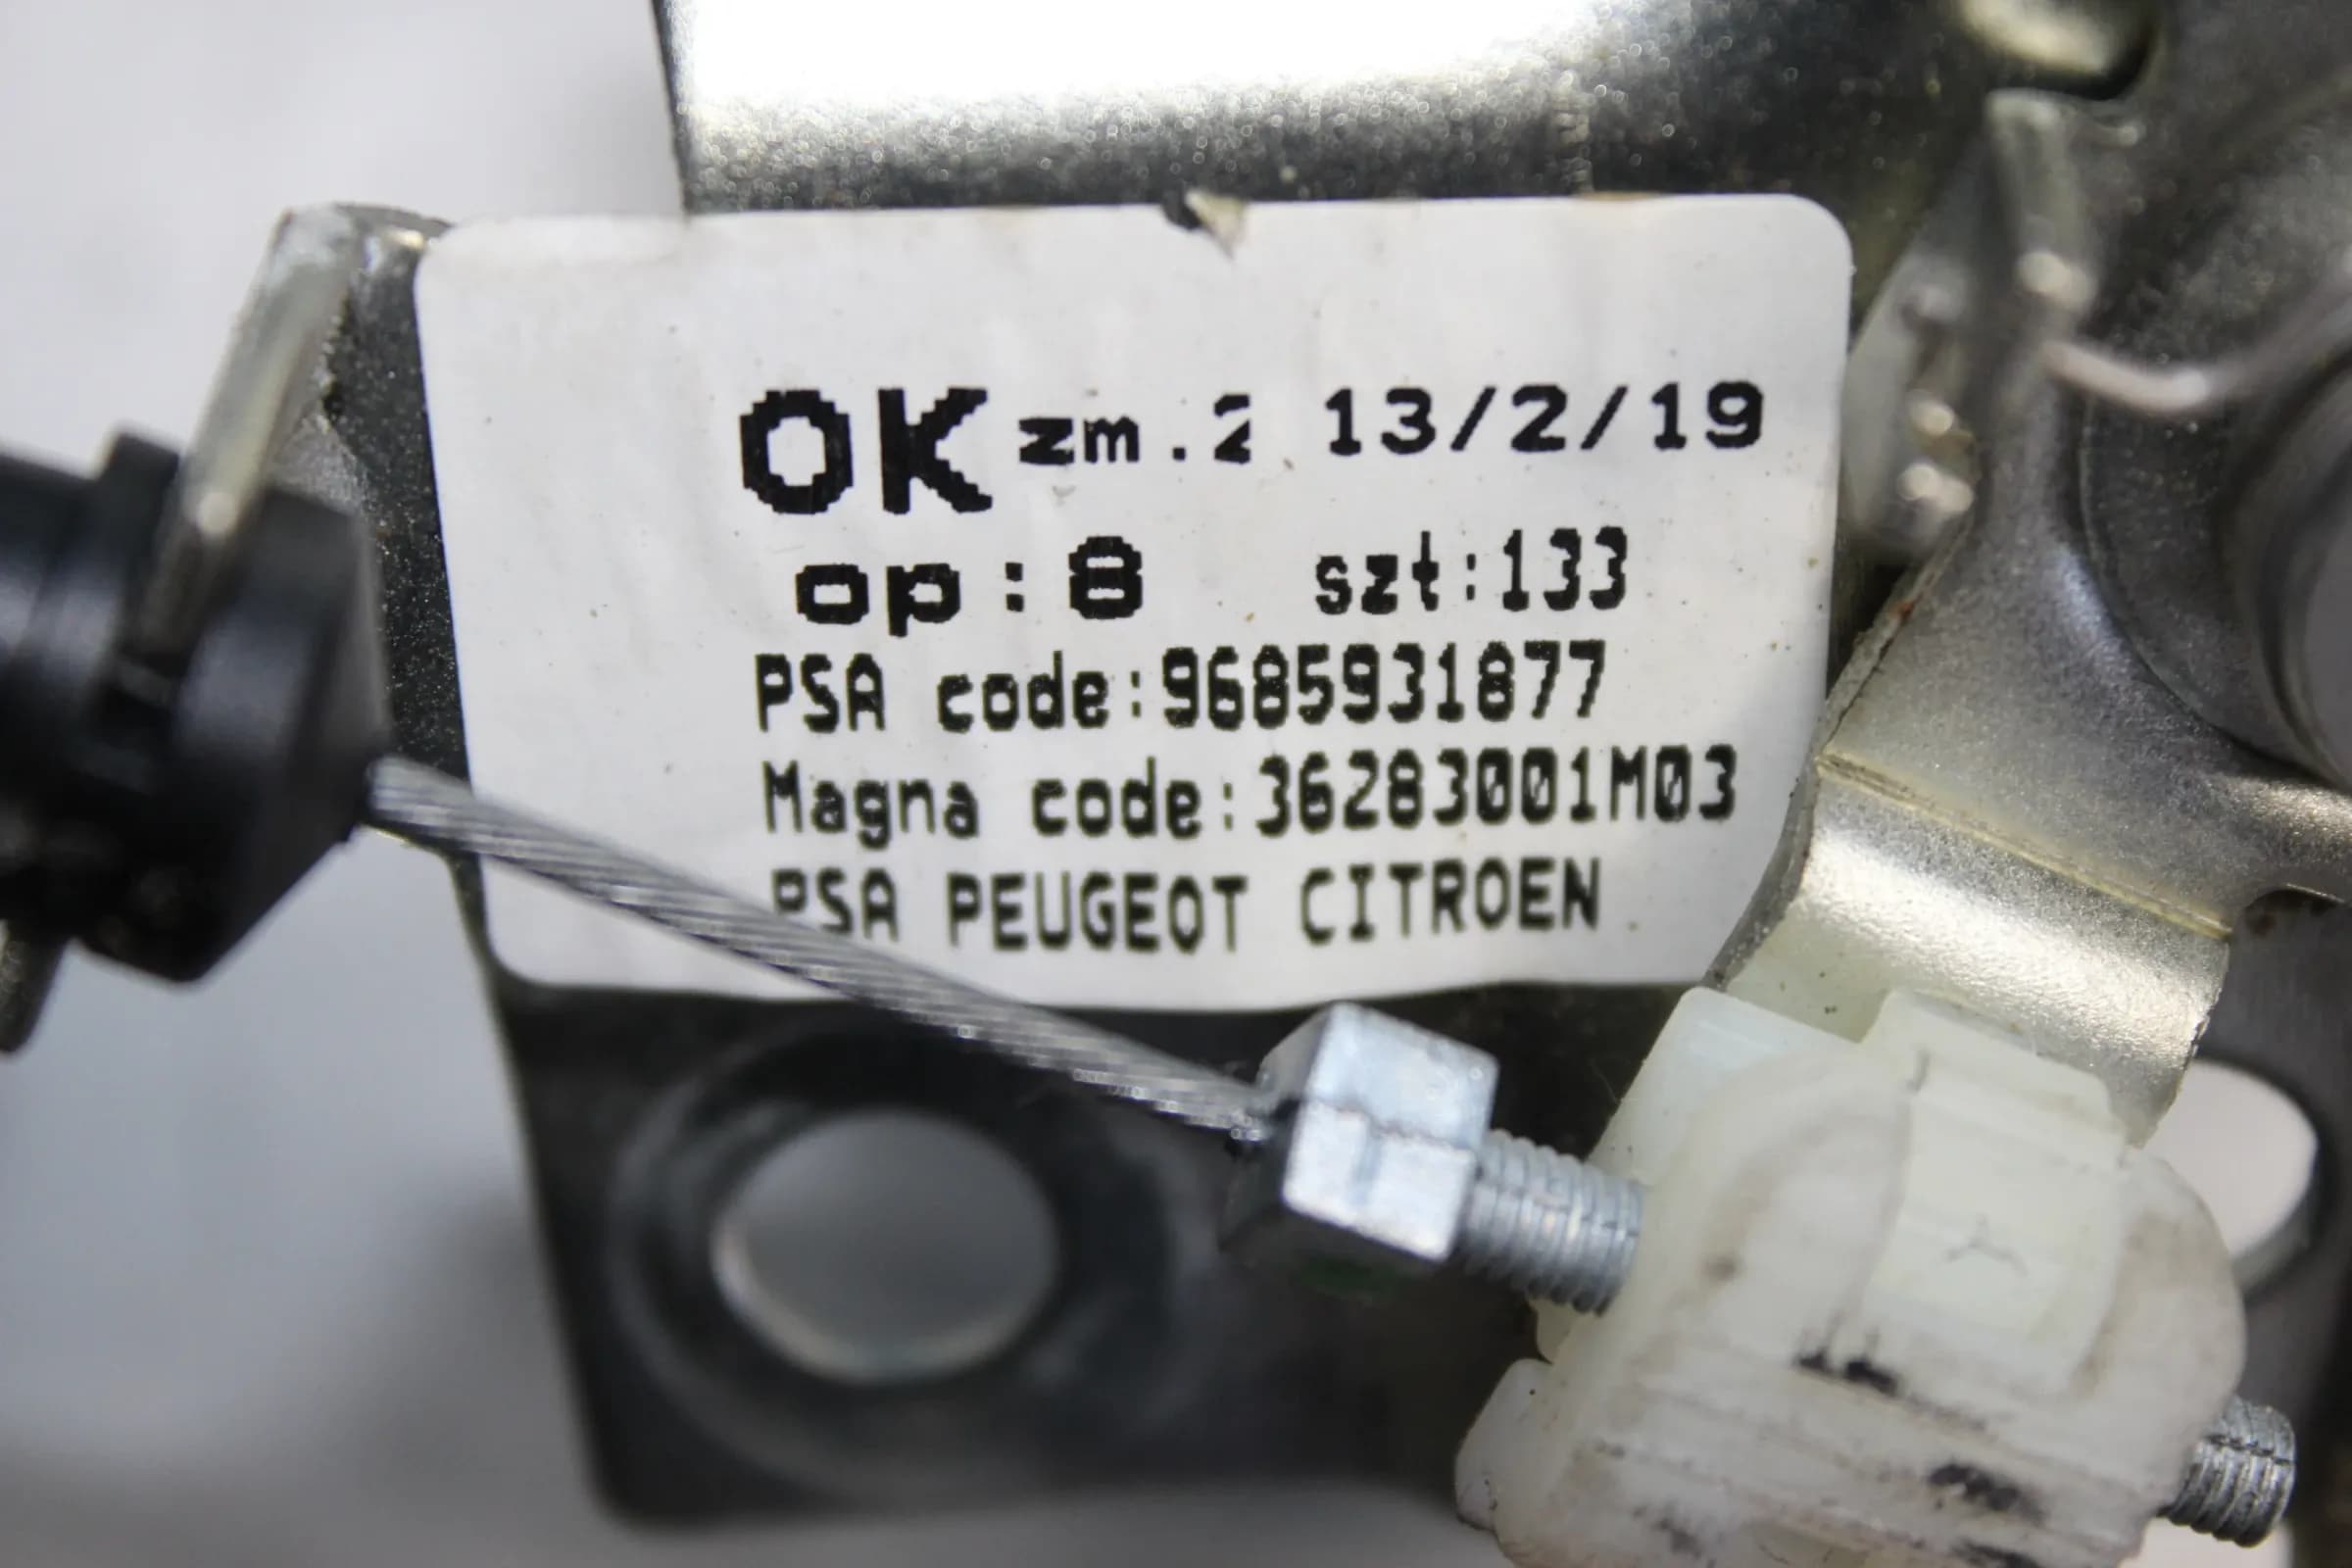 OK zm.2 13/2/19
op:8 szt:133
PSA code:9685931877
Magna code:36283001M03
PSA PEUGEOT CITROEN